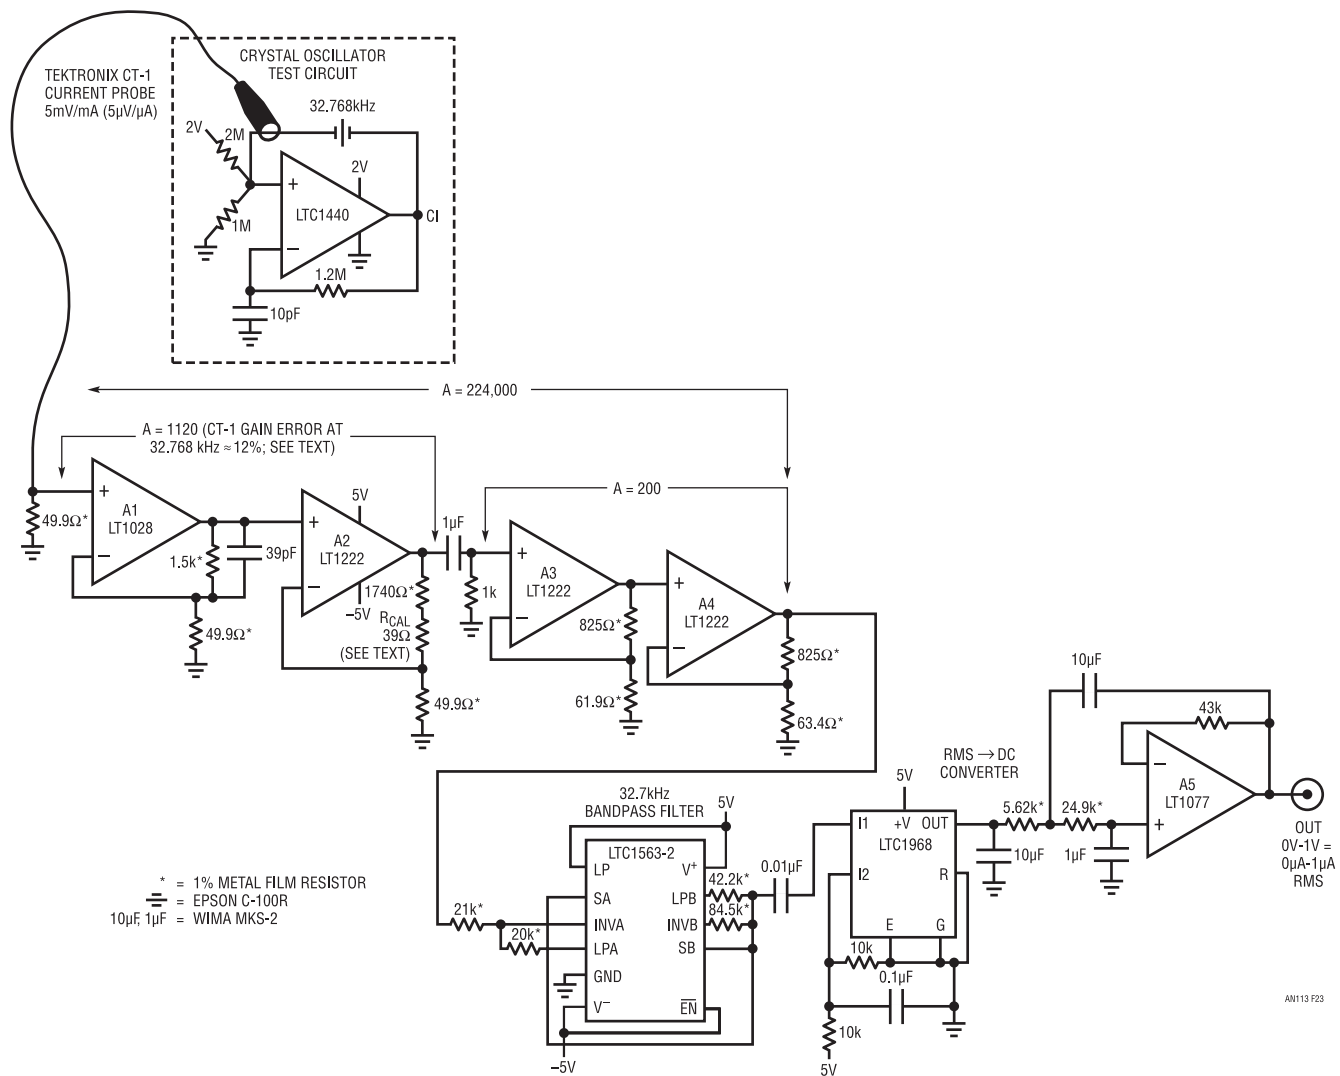 CRYSTAL OSCILLATOR
TEST CIRCUIT
TEKTRONIX CT-1
CURRENT PROBE
5mV/mA (5µV/µA)
32.768kHz
2V
2M
2V
+
LTC1440
CI
1M
−
1.2M
10pF
A = 224,000
A = 1120 (CT-1 GAIN ERROR AT
32.768 kHz ≈ 12%; SEE TEXT)
A = 200
+
A1
LT1028
−
49.9Ω*
1.5k*
39pF
49.9Ω*
5V
+
A2
LT1222
−
–5V
1740Ω*
RCAL
39Ω
(SEE TEXT)
49.9Ω*
1µF
1k
+
A3
LT1222
−
825Ω*
61.9Ω*
+
A4
LT1222
−
825Ω*
63.4Ω*
10µF
43k
RMS → DC
CONVERTER
−
A5
LT1077
+
5.62k*
24.9k*
10µF
1µF
OUT
0V-1V =
0µA-1µA
RMS
32.7kHz
BANDPASS FILTER
5V
LTC1563-2
LP
V+
SA
LPB
INVA
INVB
LPA
SB
GND
V–
EN
42.2k*
84.5k*
21k*
20k*
–5V
0.01µF
5V
I1
+V
OUT
LTC1968
I2
R
E
G
10k
0.1µF
10k
5V
* = 1% METAL FILM RESISTOR
= EPSON C-100R
10µF, 1µF = WIMA MKS-2
AN113 F23